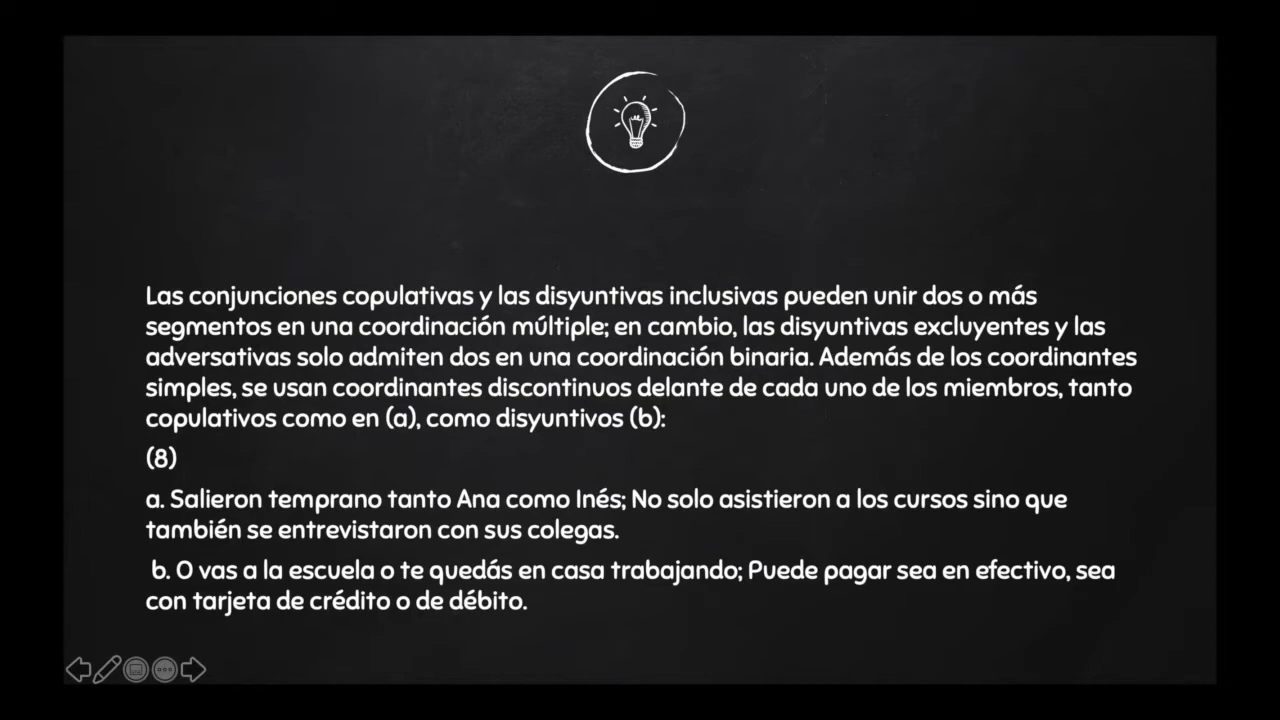 Las conjunciones copulativas y las disyuntivas inclusivas pueden unir dos o más
segmentos en una coordinación múltiple; en cambio, las disyuntivas excluyentes y las
adversativas solo admiten dos en una coordinación binaria. Además de los coordinantes
simples, se usan coordinantes discontinuos delante de cada uno de los miembros, tanto
copulativos como en (a), como disyuntivos (b):
(8)
a. Salieron temprano tanto Ana como Inés; No solo asistieron a los cursos sino que
también se entrevistaron con sus colegas.
b. O vas a la escuela o te quedás en casa trabajando; Puede pagar sea en efectivo, sea
con tarjeta de crédito o de débito.